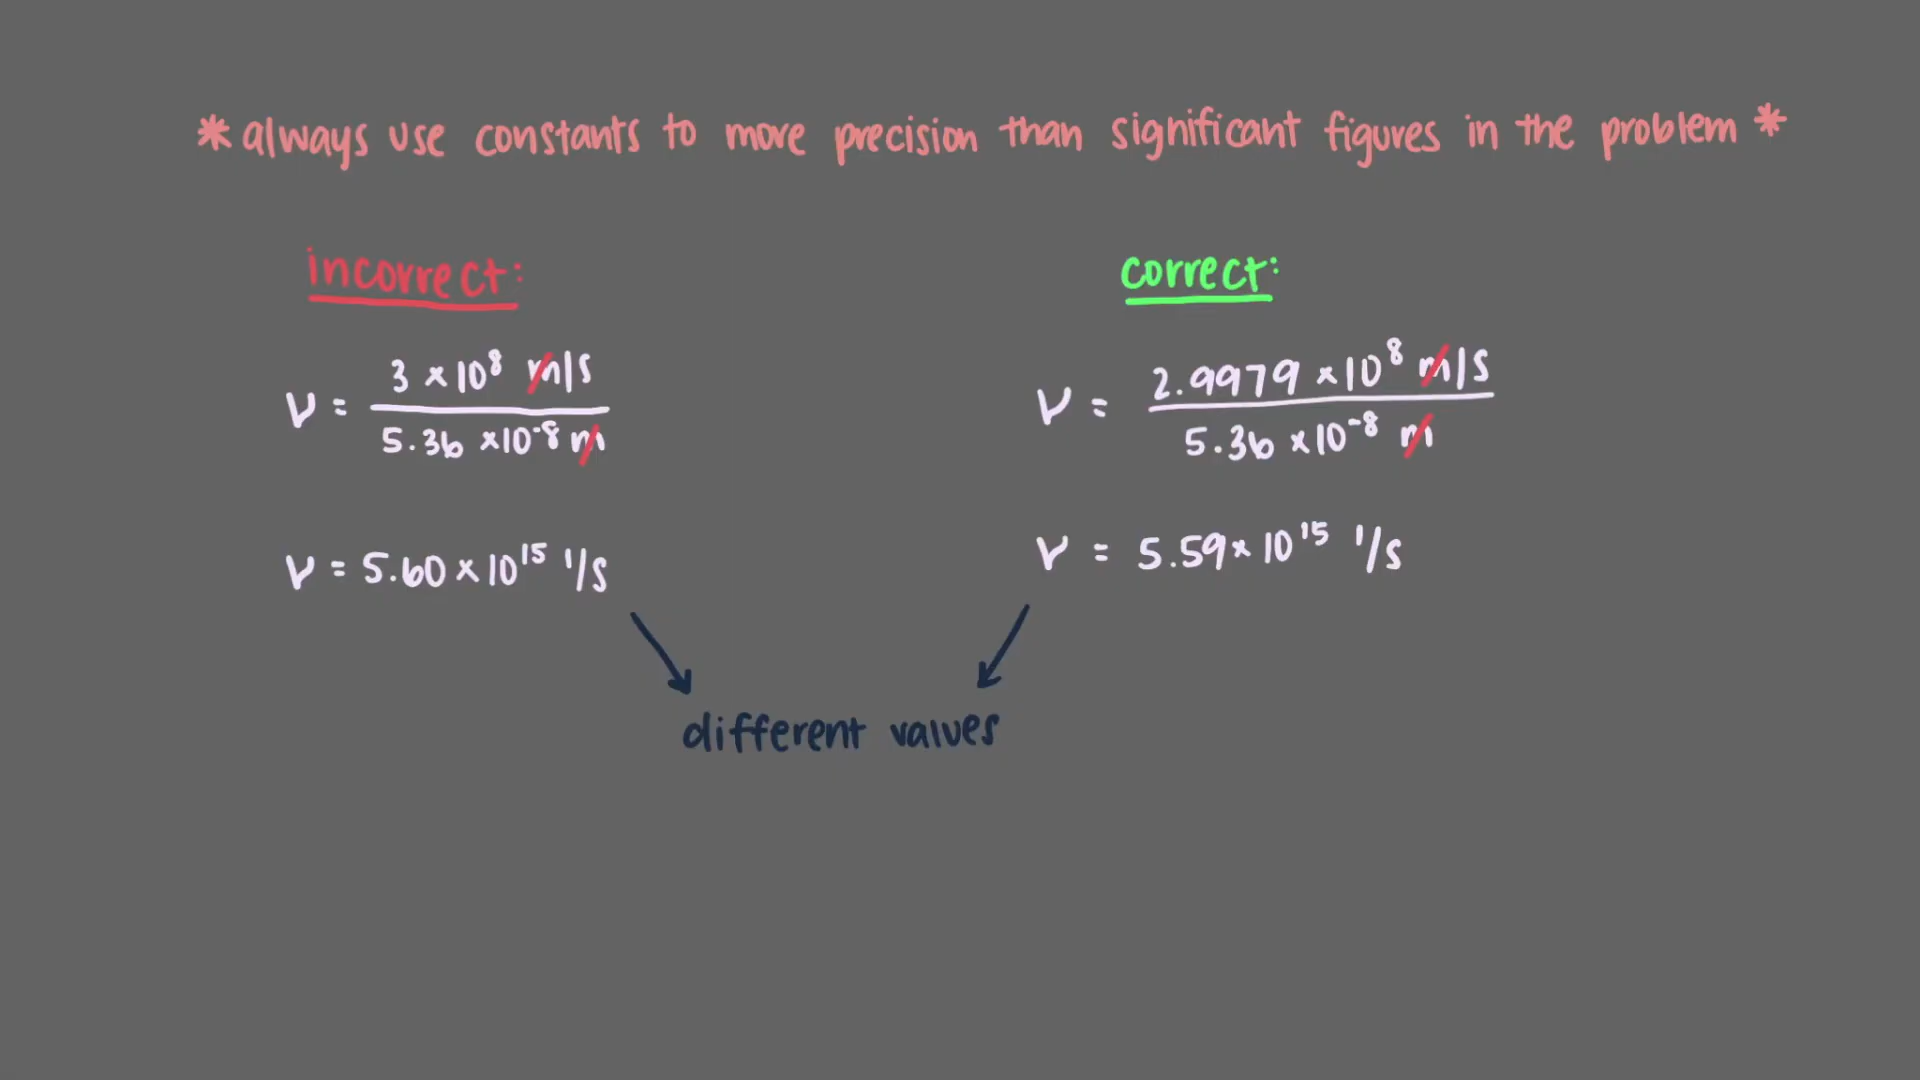 *always use constants to more precision than significant figures in the problem*
incorrect:
correct:
ν = 3 ×10⁸ m/s
5.36 ×10⁻⁸ m
ν = 2.9979 ×10⁸ m/s
5.36 ×10⁻⁸ m
ν = 5.60 × 10¹⁵ 1/s
ν = 5.59 × 10¹⁵ 1/s
different values